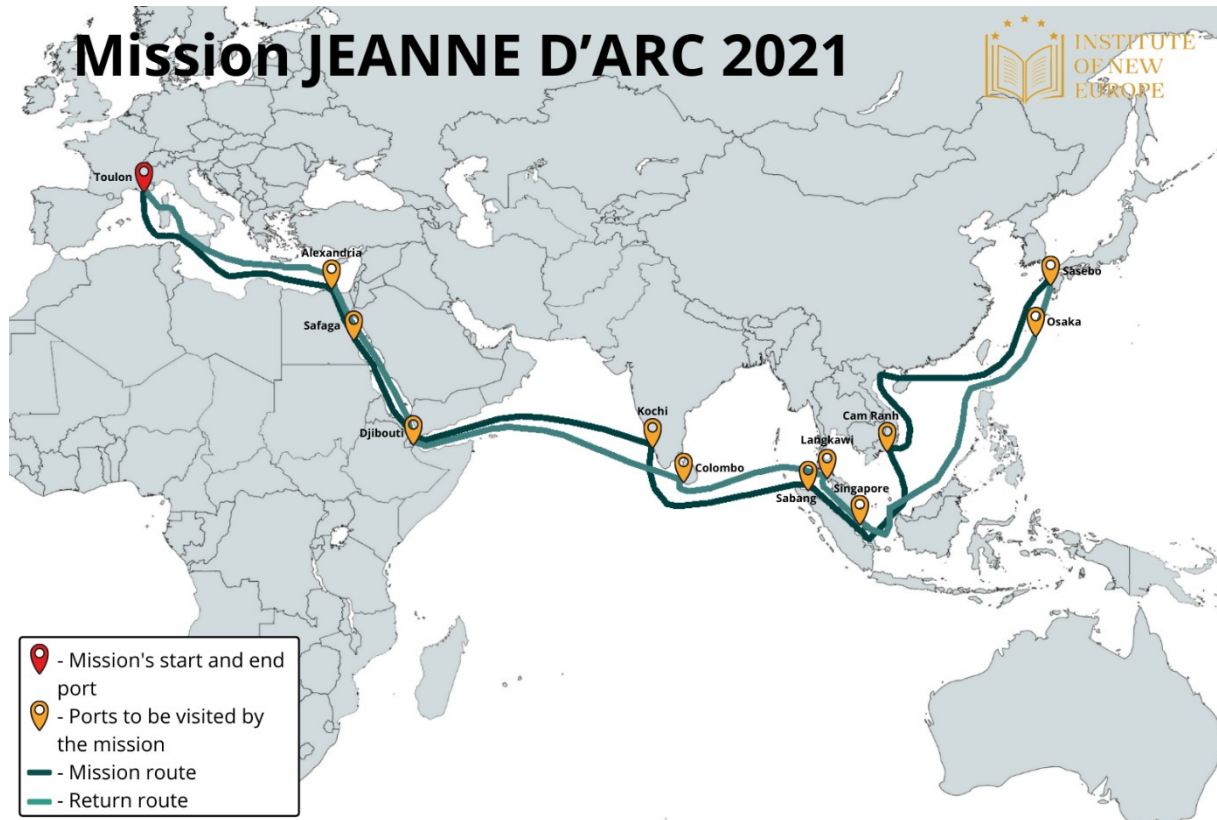 Mission JEANNE D'ARC 2021
INSTITUTE
OF NEW
EUROPE
Toulon
Alexandria
Safaga
Djibouti
Kochi
Colombo
Sabang
Langkawi
Singapore
Cam Ranh
Sasebo
Osaka
- Mission's start and end
port
- Ports to be visited by
the mission
- Mission route
- Return route